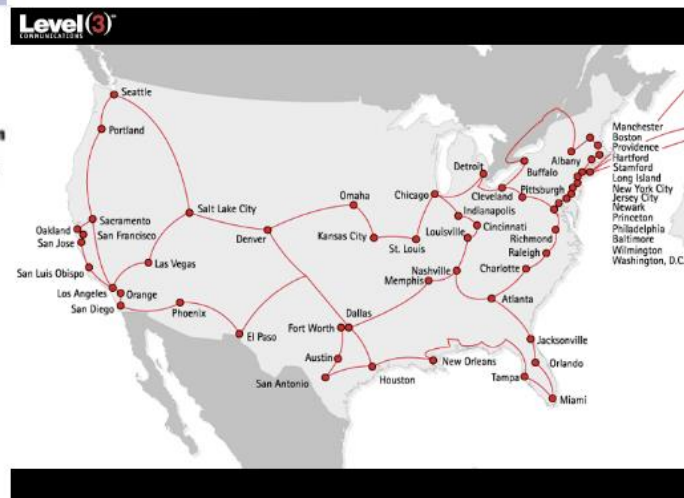 Level(3)™
COMMUNICATIONS
Seattle
Portland
Manchester
Boston
Providence
Hartford
Stamford
Long Island
New York City
Jersey City
Newark
Princeton
Philadelphia
Baltimore
Wilmington
Washington, D.C.
Albany
Buffalo
Detroit
Cleveland
Pittsburgh
Omaha
Chicago
Indianapolis
Salt Lake City
Sacramento
Oakland
San Francisco
San Jose
Denver
Kansas City
St. Louis
Louisville
Cincinnati
Richmond
Raleigh
San Luis Obispo
Las Vegas
Nashville
Charlotte
Memphis
Los Angeles
Orange
San Diego
Phoenix
El Paso
Dallas
Fort Worth
Atlanta
Austin
Jacksonville
San Antonio
Houston
New Orleans
Orlando
Tampa
Miami